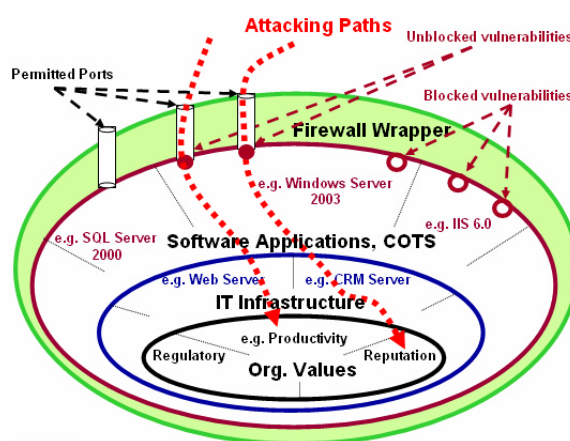 Attacking Paths
Unblocked vulnerabilities
Permitted Ports
Blocked vulnerabilities
Firewall Wrapper
e.g. Windows Server
2003
e.g. IIS 6.0
e.g. SQL Server
2000
Software Applications, COTS
e.g. Web Server
e.g. CRM Server
IT Infrastructure
e.g. Productivity
Regulatory
Reputation
Org. Values